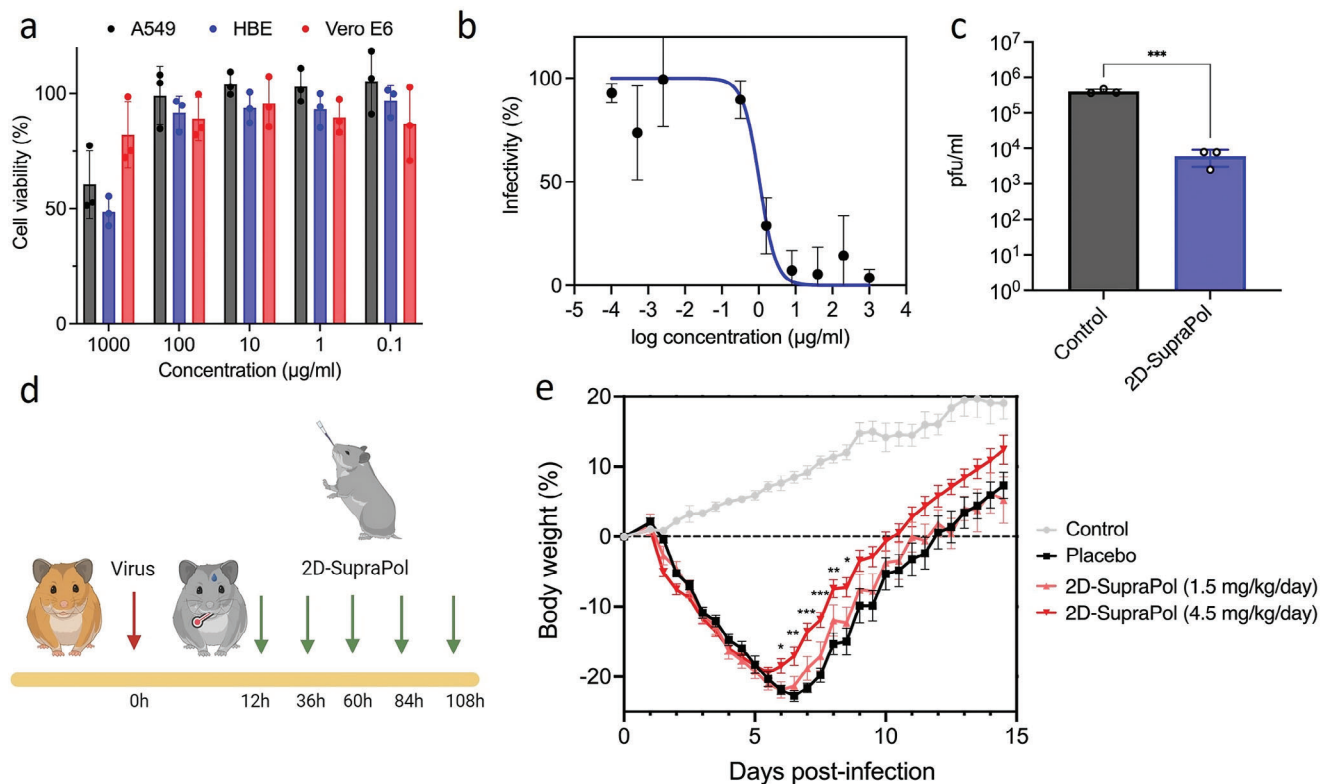 a
A549 HBE Vero E6
Cell viability (%)
100
50
0
1000 100 10 1 0.1
Concentration (µg/ml)
b
Infectivity (%)
100
50
0
-5 -4 -3 -2 -1 0 1 2 3 4
log concentration (µg/ml)
c
pfu/ml
10⁷
10⁶
10⁵
10⁴
10³
10²
10¹
10⁰
***
Control
2D-SupraPol
d
Virus
2D-SupraPol
0h 12h 36h 60h 84h 108h
e
Body weight (%)
20
10
0
-10
-20
* ** *** *** ** *
0 5 10 15
Days post-infection
Control
Placebo
2D-SupraPol (1.5 mg/kg/day)
2D-SupraPol (4.5 mg/kg/day)